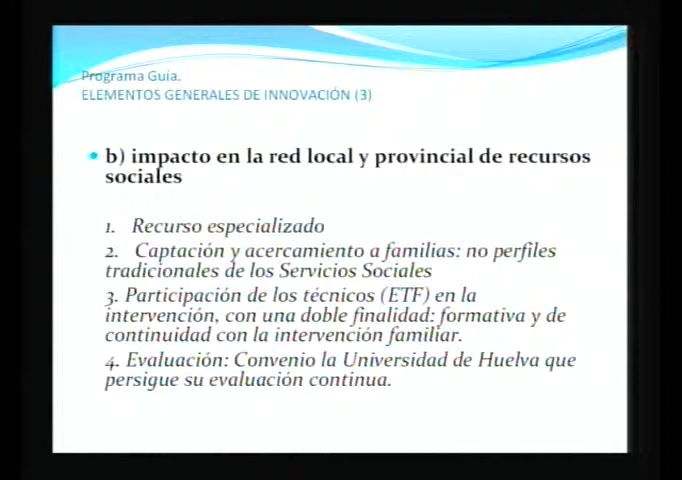 Programa Guía.
ELEMENTOS GENERALES DE INNOVACIÓN (3)
• b) impacto en la red local y provincial de recursos
sociales
1. Recurso especializado
2. Captación y acercamiento a familias: no perfiles
tradicionales de los Servicios Sociales
3. Participación de los técnicos (ETF) en la
intervención, con una doble finalidad: formativa y de
continuidad con la intervención familiar.
4. Evaluación: Convenio la Universidad de Huelva que
persigue su evaluación continua.